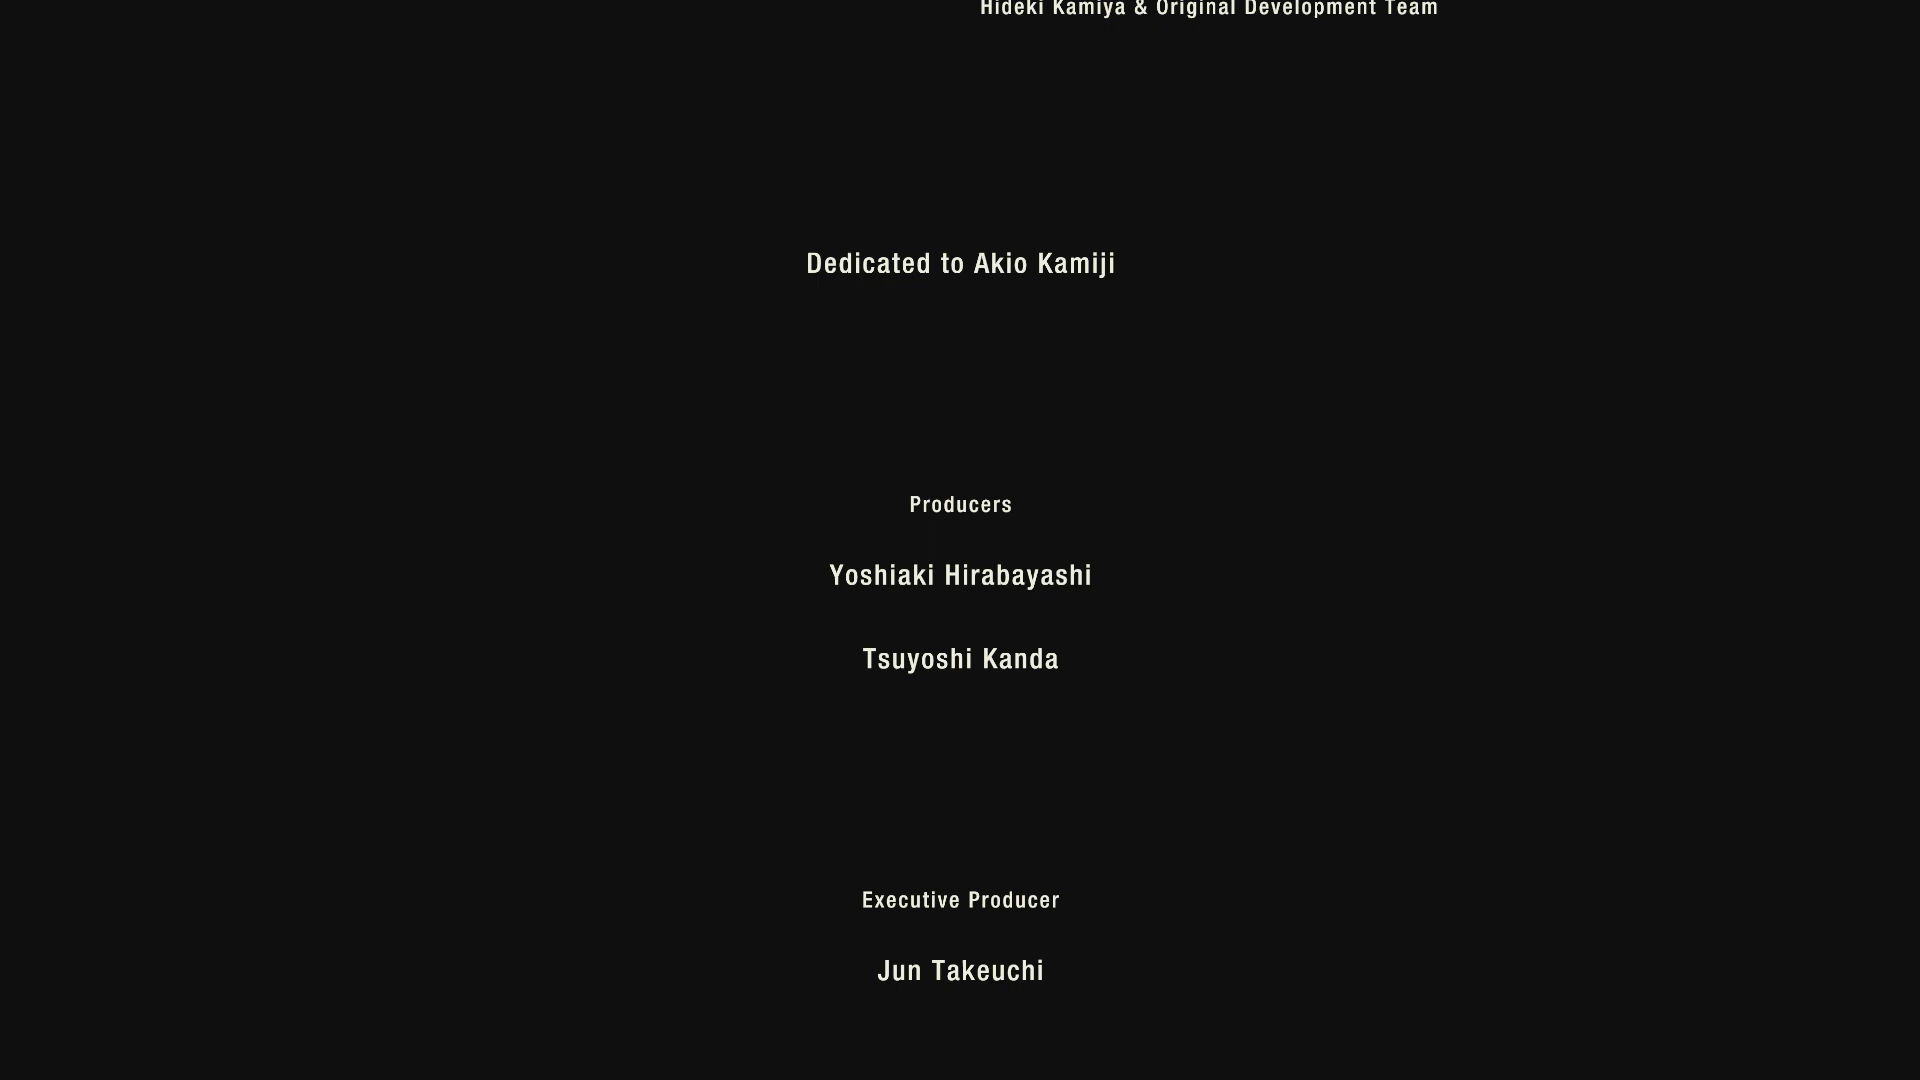 Hideki Kamiya & Original Development Team
Dedicated to Akio Kamiji
Producers
Yoshiaki Hirabayashi
Tsuyoshi Kanda
Executive Producer
Jun Takeuchi